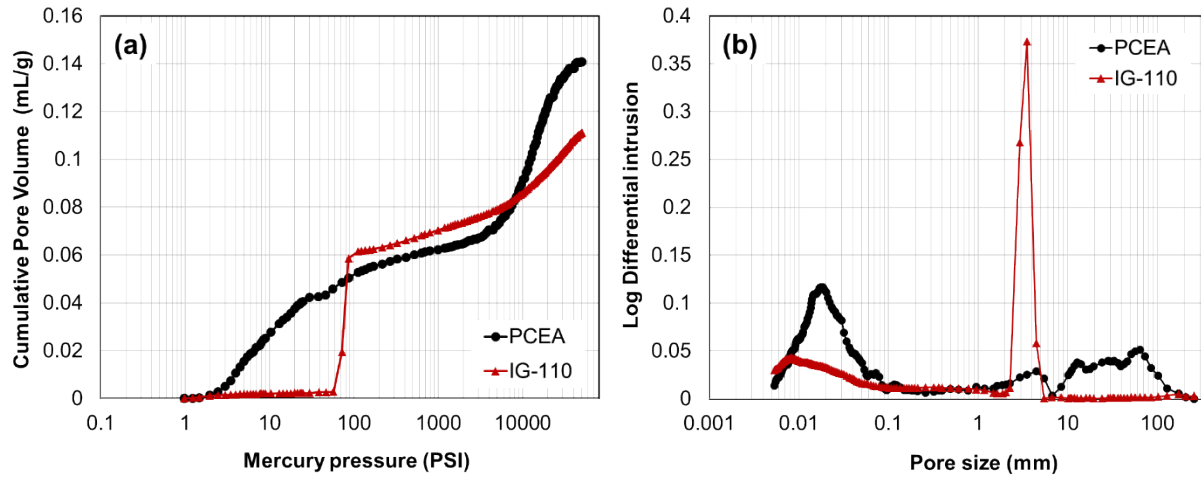 (a)
Cumulative Pore Volume (mL/g)
0.16
0.14
0.12
0.1
0.08
0.06
0.04
0.02
0
PCEA
IG-110
0.1 1 10 100 1000 10000
Mercury pressure (PSI)
(b)
Log Differential intrusion
0.4
0.35
0.3
0.25
0.2
0.15
0.1
0.05
0
PCEA
IG-110
0.001 0.01 0.1 1 10 100
Pore size (mm)